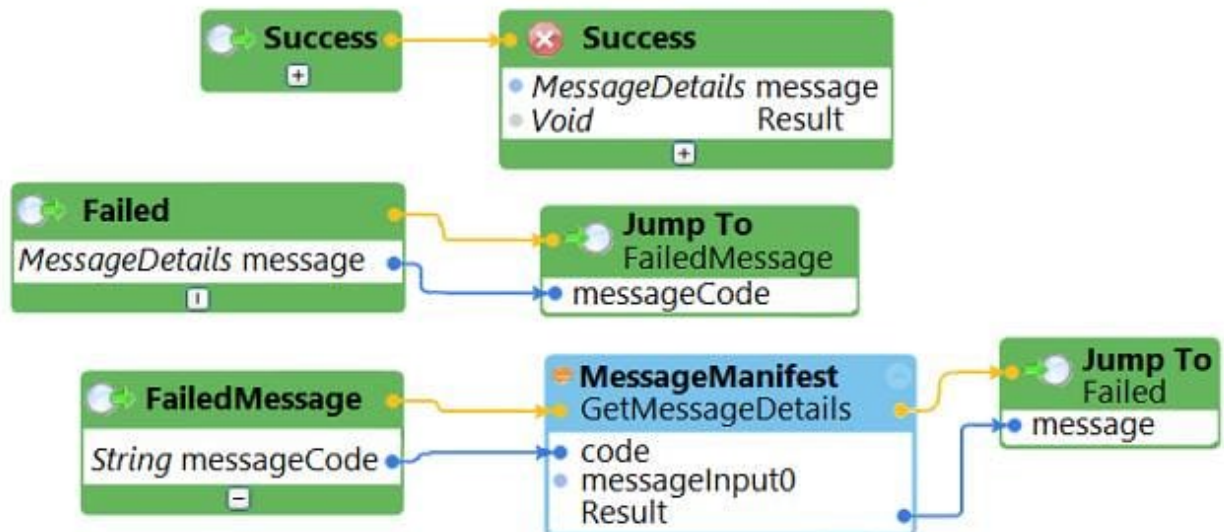 Success
Success
MessageDetails message
Void Result
Failed
MessageDetails message
Jump To
FailedMessage
messageCode
FailedMessage
String messageCode
MessageManifest
GetMessageDetails
code
messageInput0
Result
Jump To
Failed
message